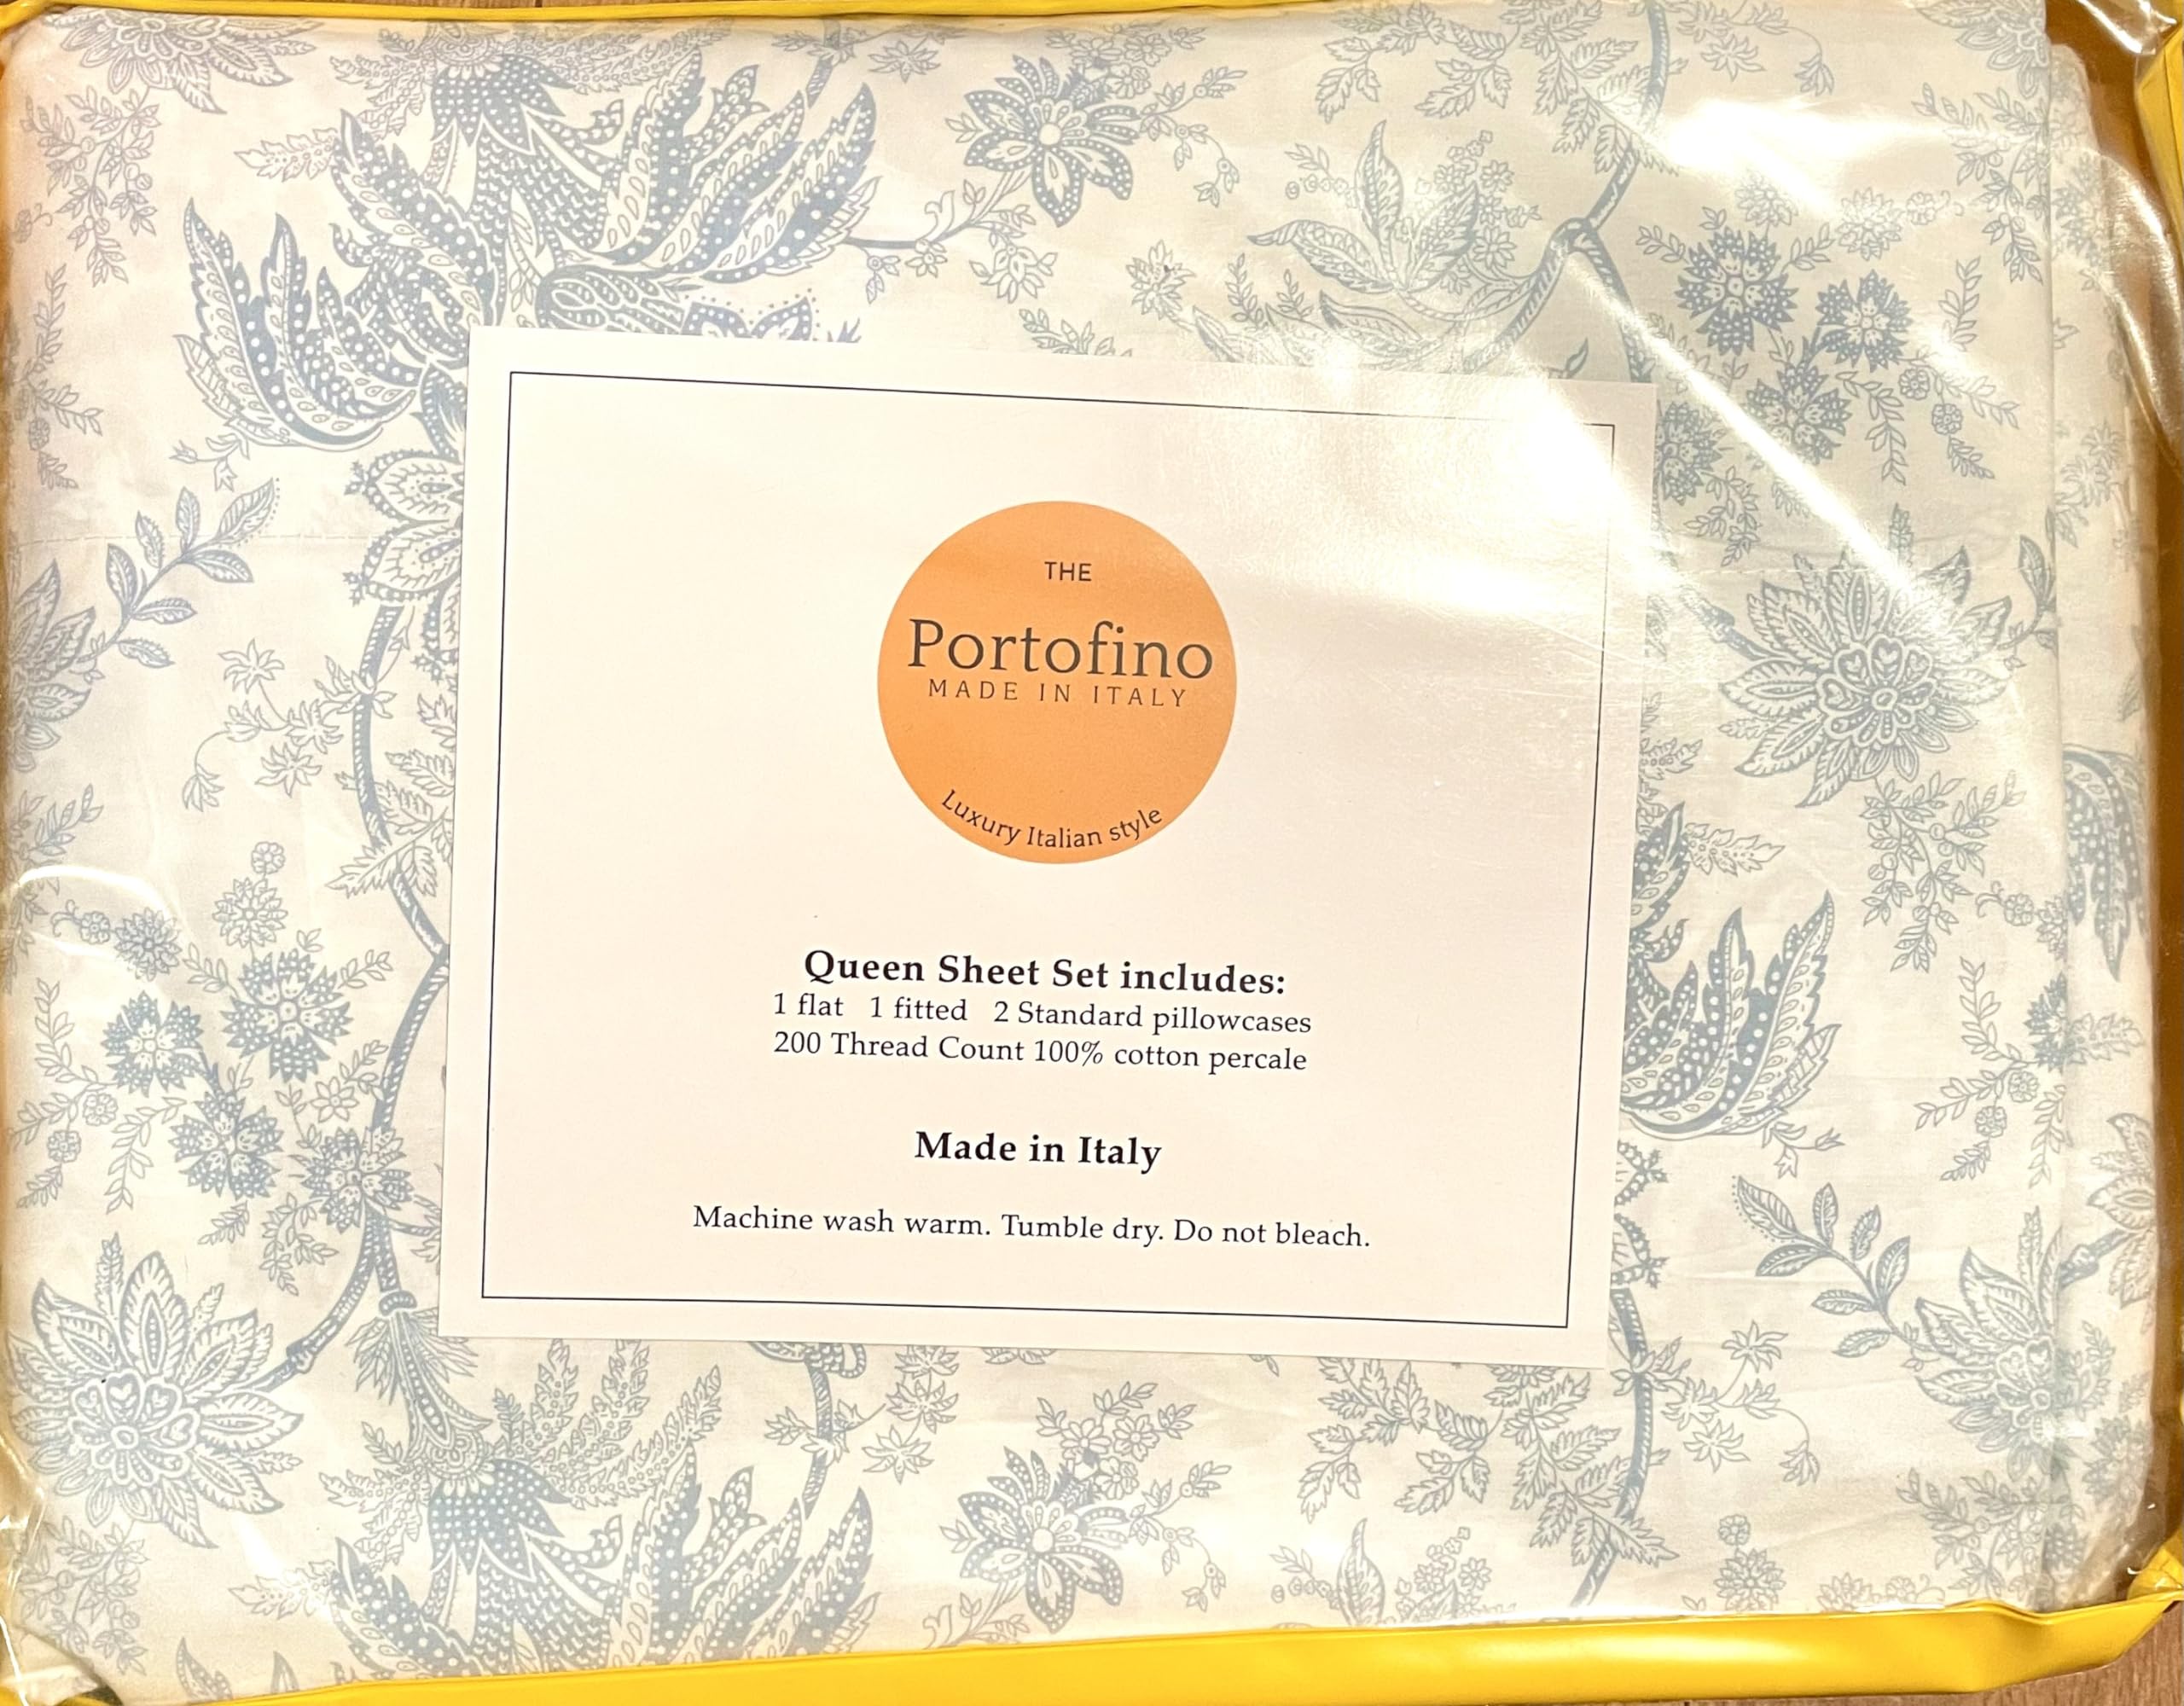 THE
Portofino
MADE IN ITALY
Luxury Italian style
Queen Sheet Set includes:
1 flat 1 fitted 2 Standard pillowcases
200 Thread Count 100% cotton percale
Made in Italy
Machine wash warm. Tumble dry. Do not bleach.